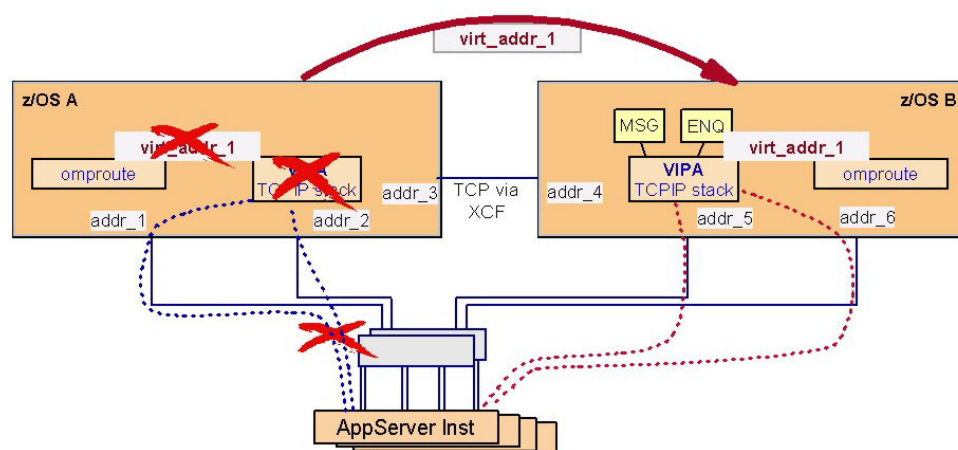 virt_addr_1
z/OS A
z/OS B
MSG
ENQ
virt_addr_1
virt_addr_1
omproute
VIPA
TCPIP stack
VIPA
TCPIP stack
omproute
addr_3
TCP via
XCF
addr_4
addr_1
addr_2
addr_5
addr_6
AppServer Inst